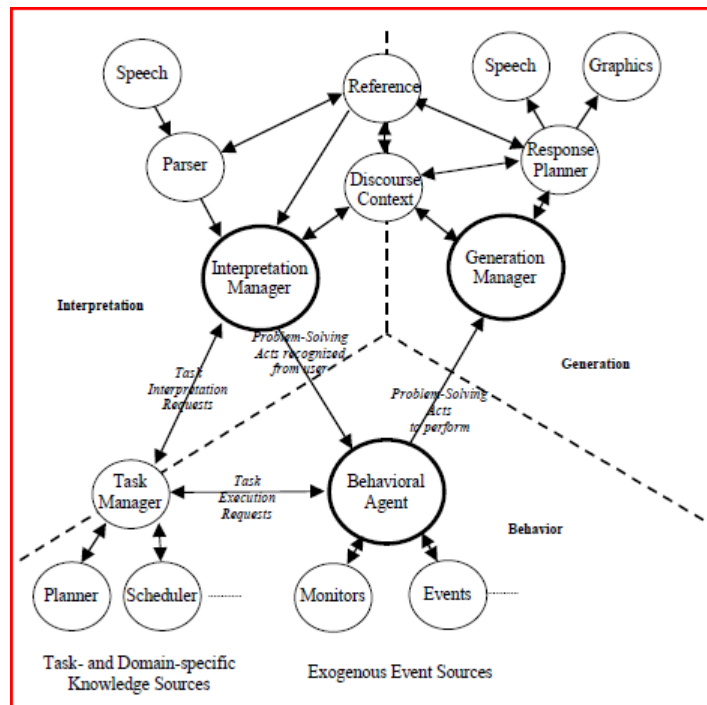 Speech
Reference
Speech
Graphics
Parser
Response
Planner
Discourse
Context
Interpretation
Manager
Generation
Manager
Interpretation
Problem-Solving
Acts recognized
from user
Generation
Task
Interpretation
Requests
Problem-Solving
Acts
to perform
Task
Manager
Task
Execution
Requests
Behavioral
Agent
Behavior
Planner
Scheduler
Monitors
Events
Task- and Domain-specific
Knowledge Sources
Exogenous Event Sources